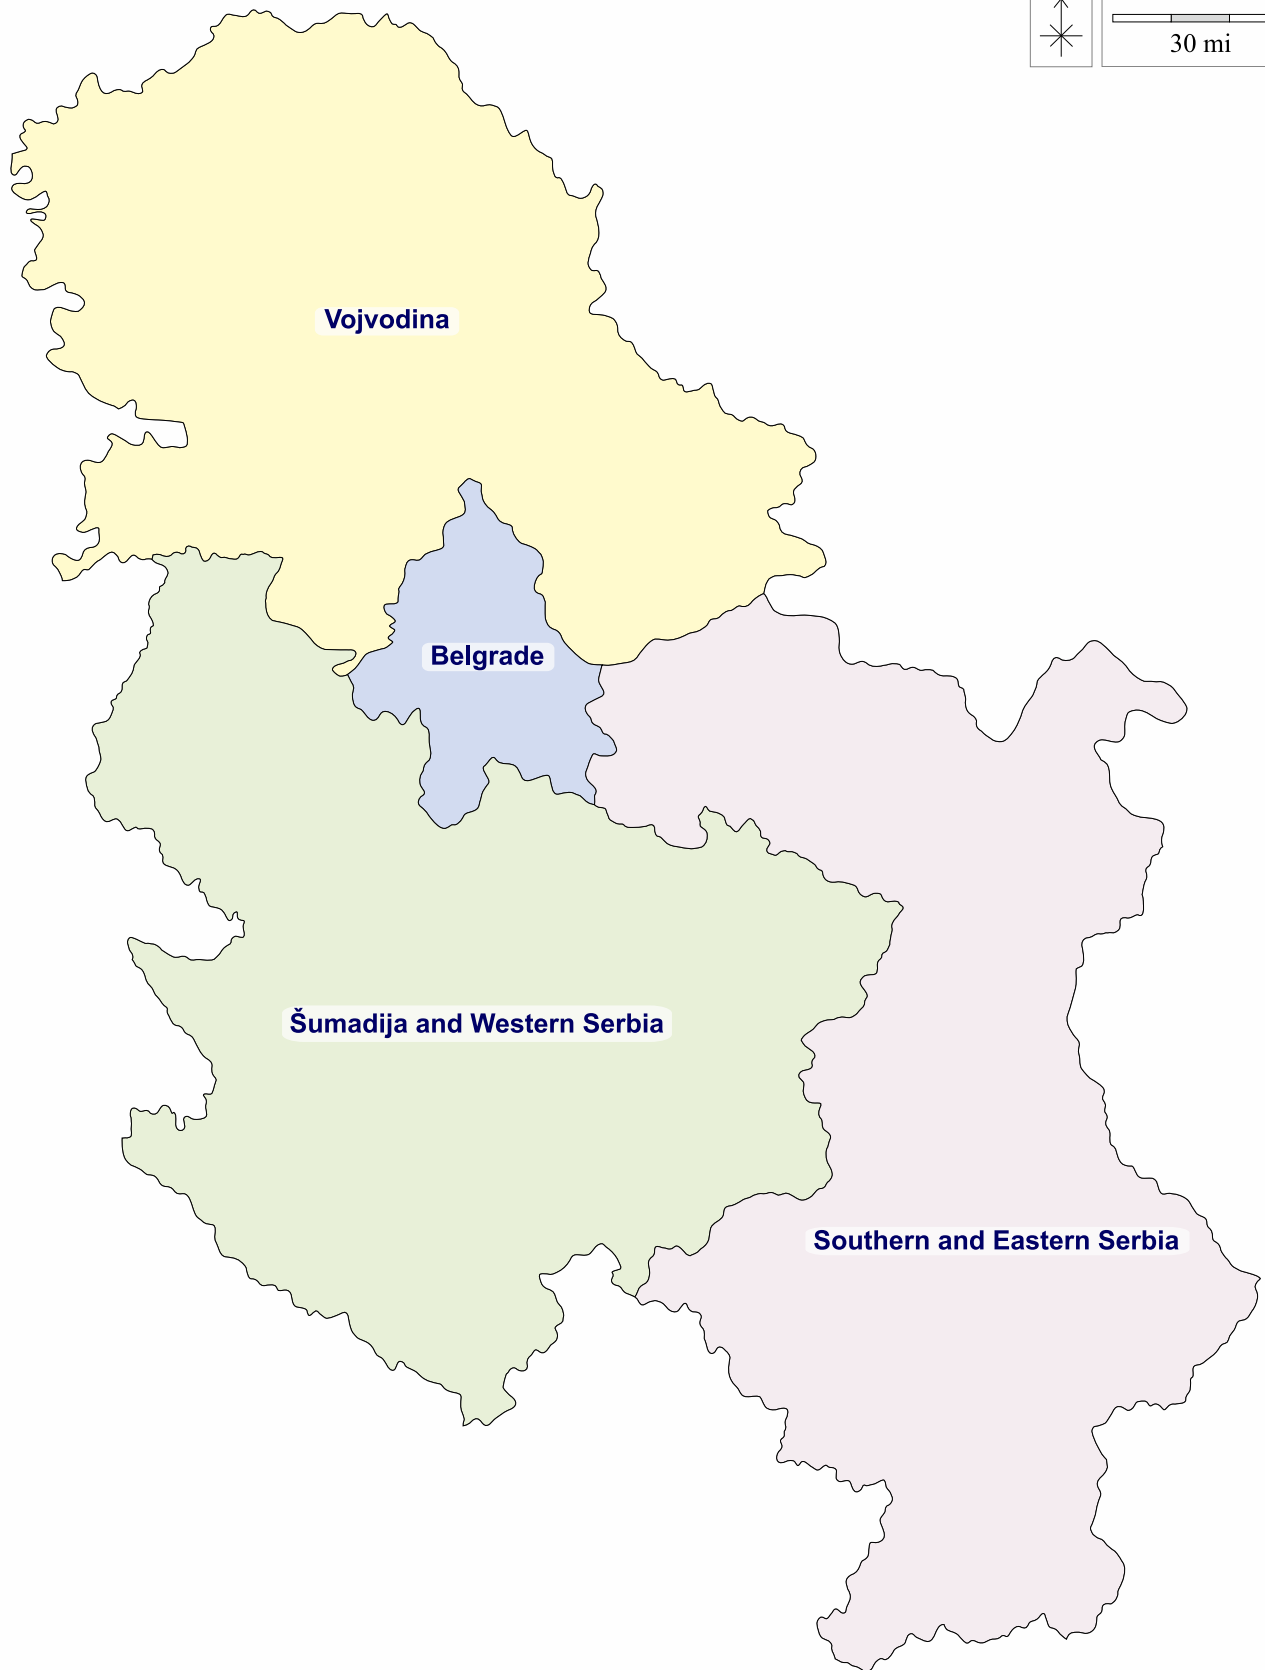 30 mi
Vojvodina
Belgrade
Šumadija and Western Serbia
Southern and Eastern Serbia